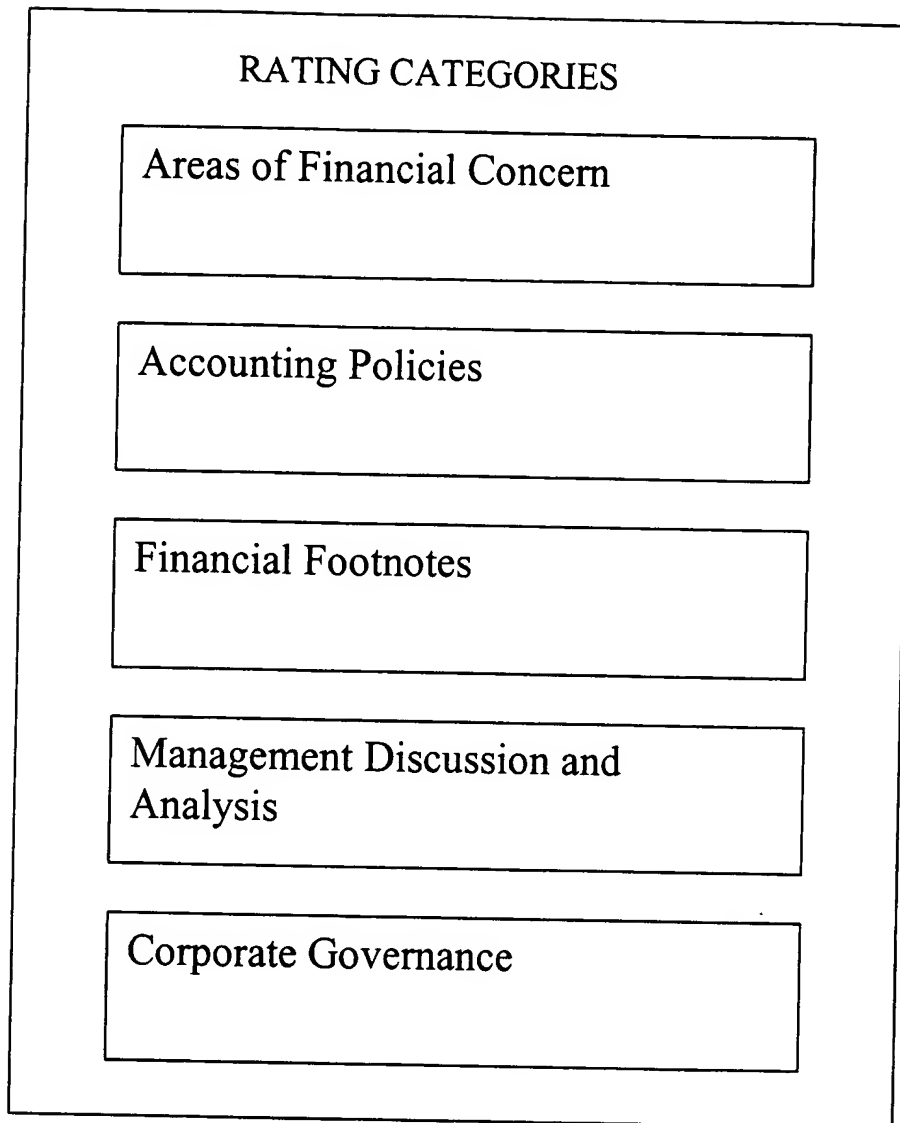 RATING CATEGORIES
Areas of Financial Concern
Accounting Policies
Financial Footnotes
Management Discussion and
Analysis
Corporate Governance